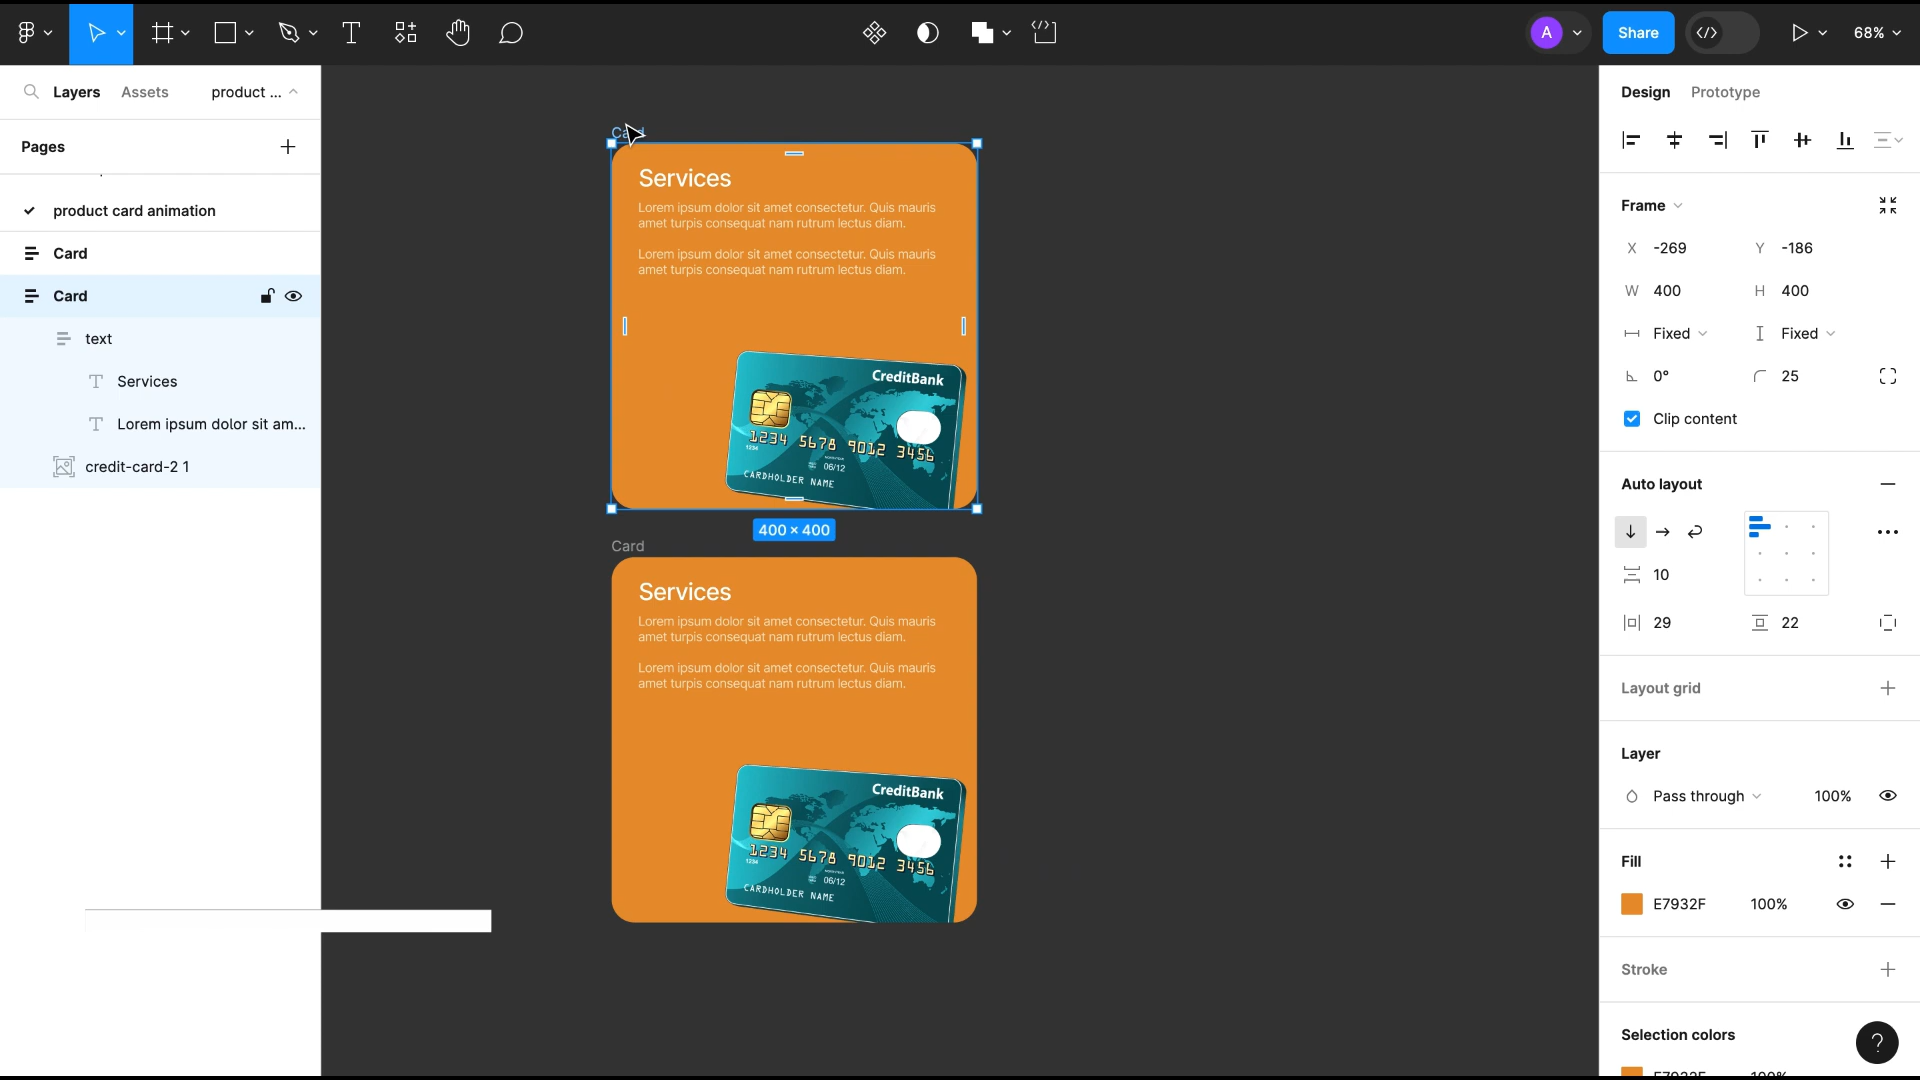 A
Share
68%
Layers
Assets
product ...
Design
Prototype
Pages
product card animation
Card
Card
text
Services
Lorem ipsum dolor sit am...
credit-card-2 1
Card
Services
Lorem ipsum dolor sit amet consectetur. Quis mauris
amet turpis consequat nam rutrum lectus diam.
Lorem ipsum dolor sit amet consectetur. Quis mauris
amet turpis consequat nam rutrum lectus diam.
CreditBank
1234 5678 9012 3456
1234
06/12
CARDHOLDER NAME
400 × 400
Card
Services
Lorem ipsum dolor sit amet consectetur. Quis mauris
amet turpis consequat nam rutrum lectus diam.
Lorem ipsum dolor sit amet consectetur. Quis mauris
amet turpis consequat nam rutrum lectus diam.
CreditBank
1234 5678 9012 3456
1234
06/12
CARDHOLDER NAME
Frame
X -269 Y -186
W 400 H 400
Fixed Fixed
0° 25
Clip content
Auto layout
10
29 22
Layout grid
Layer
Pass through 100%
Fill
E7932F 100%
Stroke
Selection colors
E7932F 100%
?